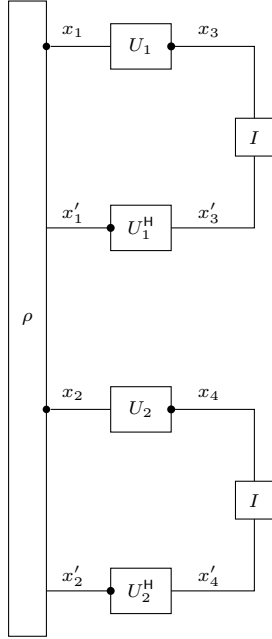 x₁ U₁ x₃
I
x₁′ U₁ᴴ x₃′
ρ
x₂ U₂ x₄
I
x₂′ U₂ᴴ x₄′